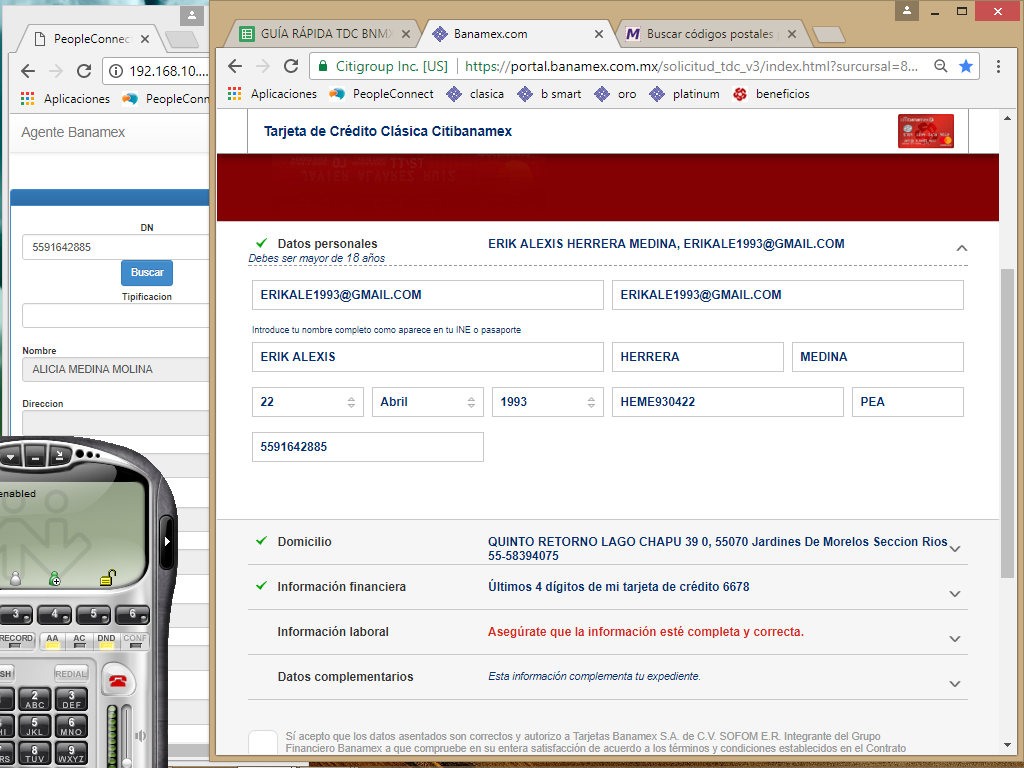 PeopleConnec
192.168.10....
Aplicaciones
PeopleConn
Agente Banamex
DN
5591642885
Buscar
Tipificacion
Nombre
ALICIA MEDINA MOLINA
Direccion
enabled
3
4
5
6
RECORD
AA
AC
DND
CONF
SH
REDIAL
2
ABC
3
DEF
5
JKL
6
MNO
8
TUV
9
WXYZ
GUÍA RÁPIDA TDC BNMX
Banamex.com
Buscar códigos postales
Citigroup Inc. [US]
https://portal.banamex.com.mx/solicitud_tdc_v3/index.html?surcursal=8...
Aplicaciones
PeopleConnect
clasica
b smart
oro
platinum
beneficios
Tarjeta de Crédito Clásica Citibanamex
Datos personales
ERIK ALEXIS HERRERA MEDINA, ERIKALE1993@GMAIL.COM
Debes ser mayor de 18 años
ERIKALE1993@GMAIL.COM
ERIKALE1993@GMAIL.COM
Introduce tu nombre completo como aparece en tu INE o pasaporte
ERIK ALEXIS
HERRERA
MEDINA
22
Abril
1993
HEME930422
PEA
5591642885
Domicilio
QUINTO RETORNO LAGO CHAPU 39 0, 55070 Jardines De Morelos Seccion Rios
55-58394075
Información financiera
Últimos 4 dígitos de mi tarjeta de crédito 6678
Información laboral
Asegúrate que la información esté completa y correcta.
Datos complementarios
Esta información complementa tu expediente.
Sí acepto que los datos asentados son correctos y autorizo a Tarjetas Banamex S.A. de C.V. SOFOM E.R. Integrante del Grupo
Financiero Banamex a que compruebe en su entera satisfacción de acuerdo a los términos y condiciones establecidos en el Contrato